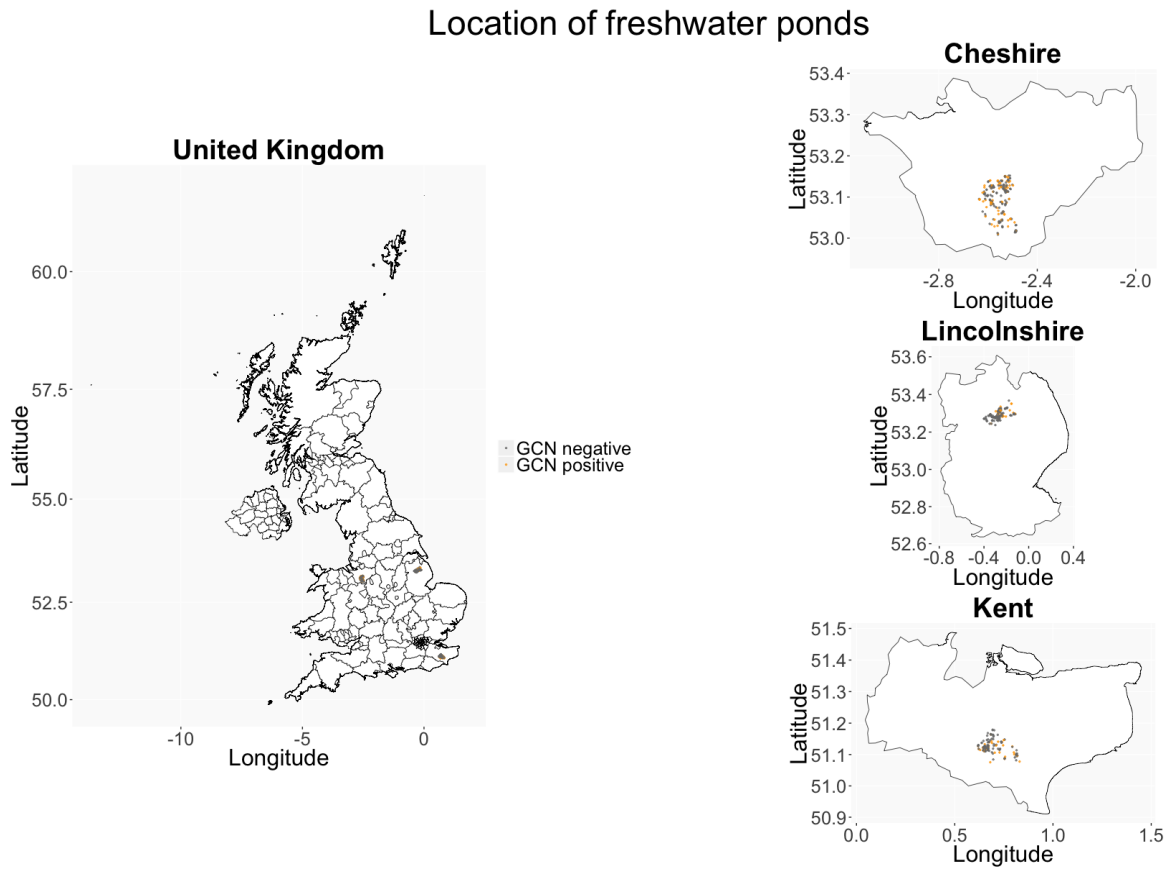 Location of freshwater ponds
United Kingdom
60.0
57.5
55.0
52.5
50.0
Latitude
-10 -5 0
Longitude
GCN negative
GCN positive
Cheshire
53.4
53.3
53.2
53.1
53.0
Latitude
-2.8 -2.4 -2.0
Longitude
Lincolnshire
53.6
53.4
53.2
53.0
52.8
52.6
Latitude
-0.8 -0.4 0.0 0.4
Longitude
Kent
51.5
51.4
51.3
51.2
51.1
51.0
50.9
Latitude
0.0 0.5 1.0 1.5
Longitude